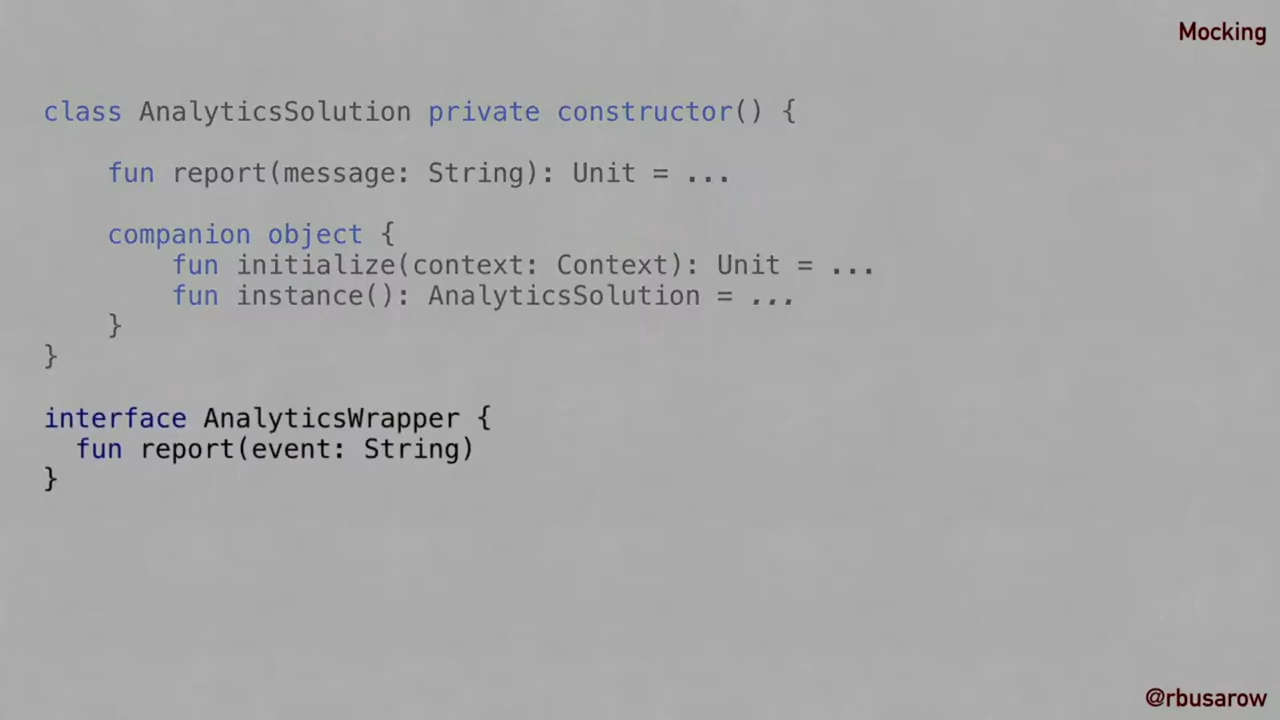 Mocking
class AnalyticsSolution private constructor() {
fun report(message: String): Unit = ...
companion object {
fun initialize(context: Context): Unit = ...
fun instance(): AnalyticsSolution = ...
}
}
interface AnalyticsWrapper {
fun report(event: String)
}
@rbusarow